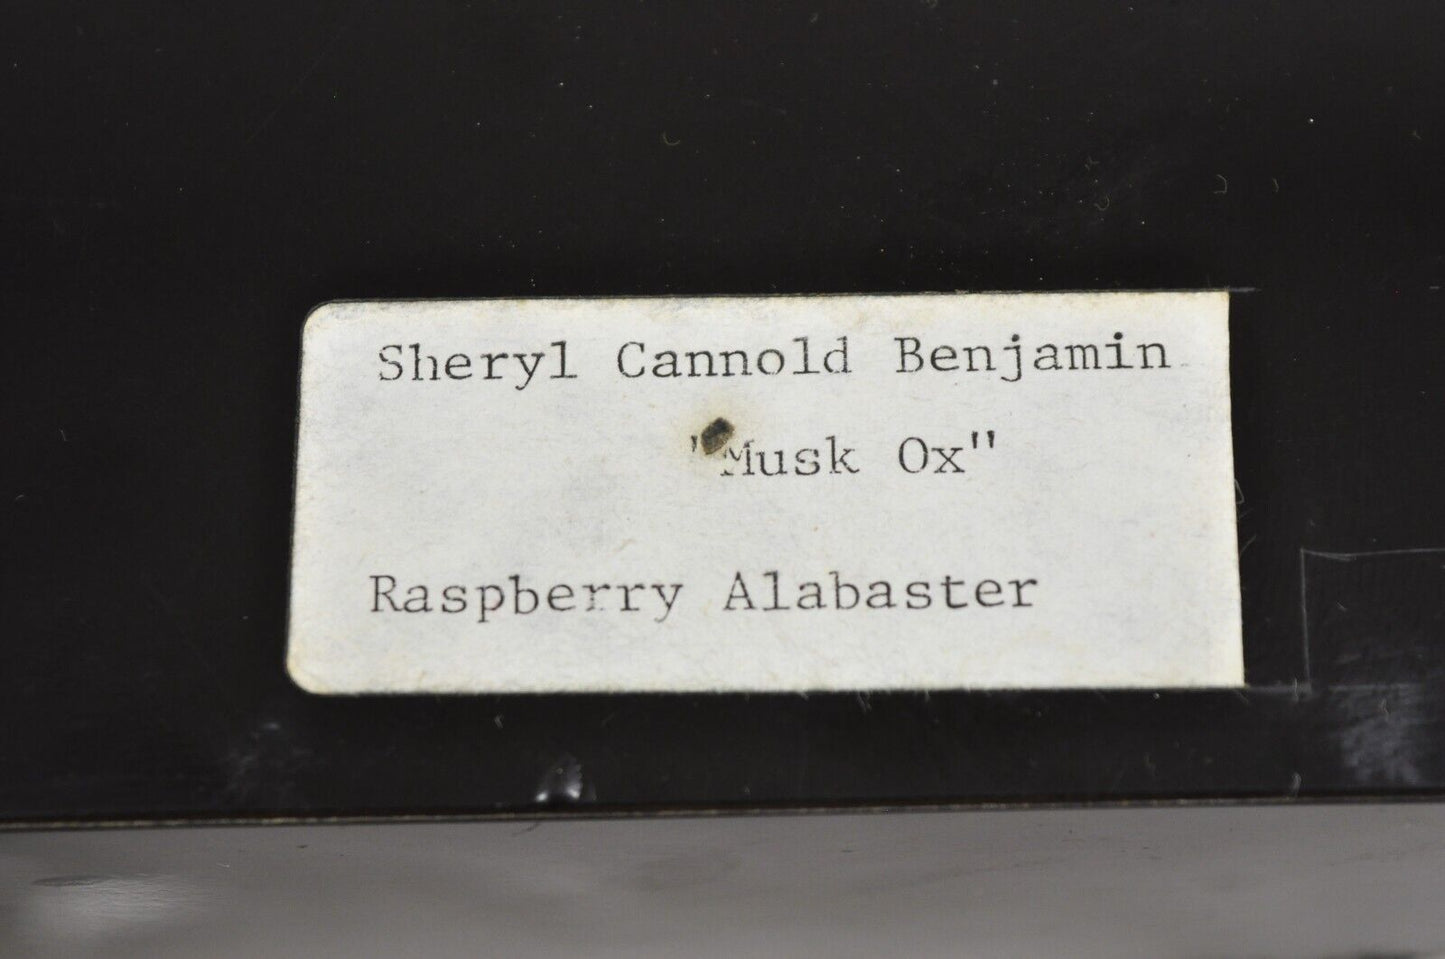 Sheryl Cannold Benjamin
"Musk Ox"
Raspberry Alabaster